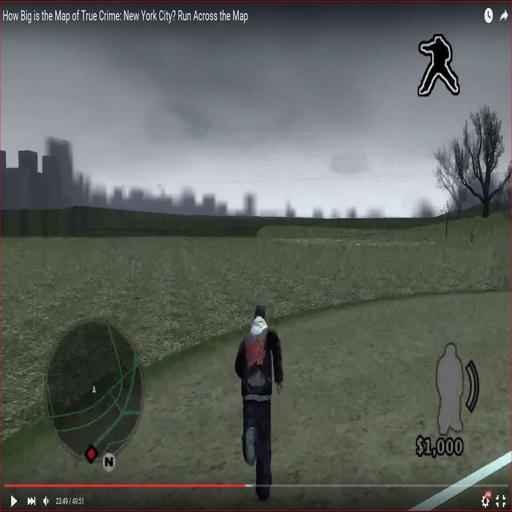 How Big is the Map of True Crime: New York City? Run Across the Map
$1,000
N
23:49 / 49:51